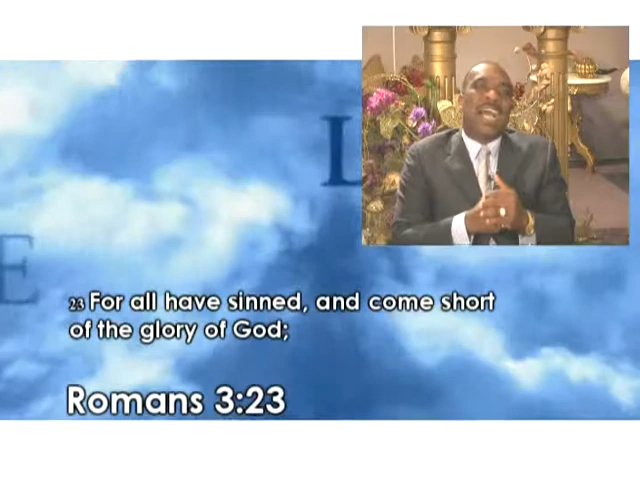 L
E
23 For all have sinned, and come short
of the glory of God;
Romans 3:23